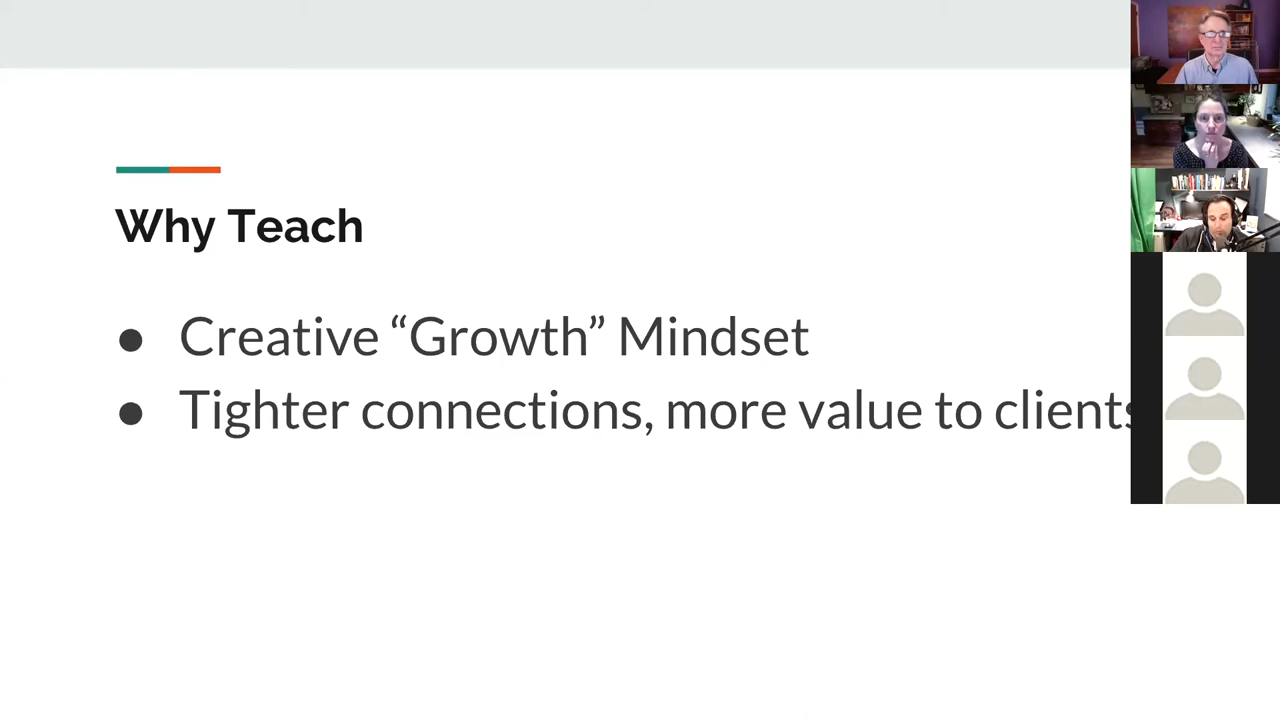 Why Teach
● Creative “Growth” Mindset
● Tighter connections, more value to clients